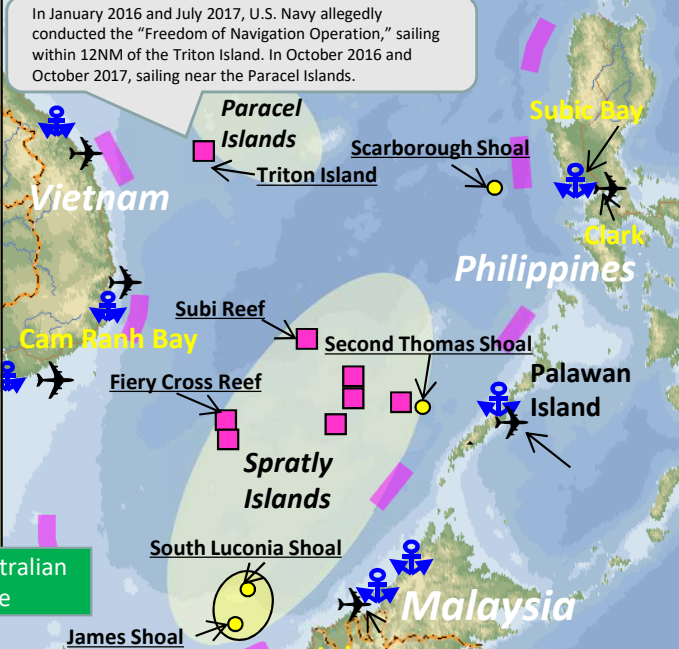 In January 2016 and July 2017, U.S. Navy allegedly
conducted the “Freedom of Navigation Operation,” sailing
within 12NM of the Triton Island. In October 2016 and
October 2017, sailing near the Paracel Islands.
Paracel
Islands
Subic Bay
Scarborough Shoal
Triton Island
Vietnam
Clark
Philippines
Subi Reef
Cam Ranh Bay
Second Thomas Shoal
Fiery Cross Reef
Palawan
Island
Spratly
Islands
South Luconia Shoal
tralian
e
Malaysia
James Shoal